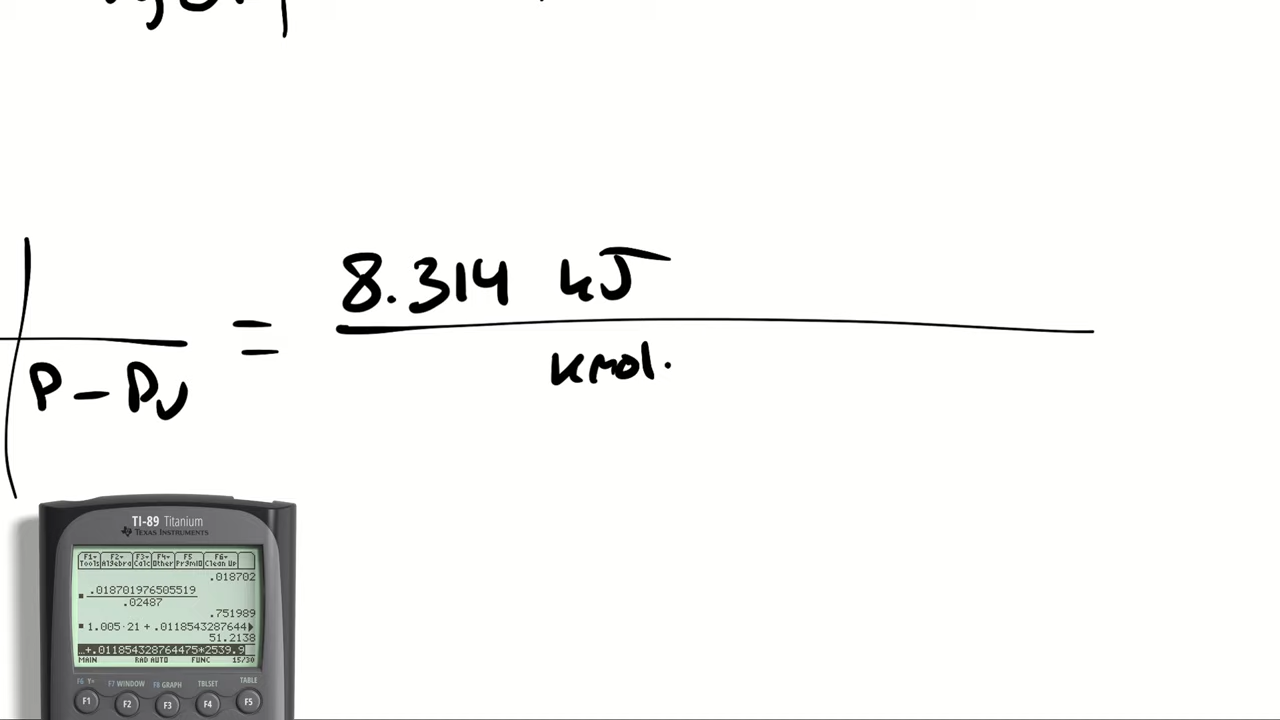 8.314 kJ
P - Pv = kmol.
TI-89 Titanium
TEXAS INSTRUMENTS
F1 Tools F2 Algebra F3 Calc F4 Other F5 PrgmIO F6 Clean Up
.018702
.018701976505519
.02487
.751989
1.005·21 + .0118543287644
51.2138
…+.011854328764475*2539.9
MAIN RAD AUTO FUNC 15/30
F6 Y= F7 WINDOW F8 GRAPH TBLSET TABLE
F1 F2 F3 F4 F5